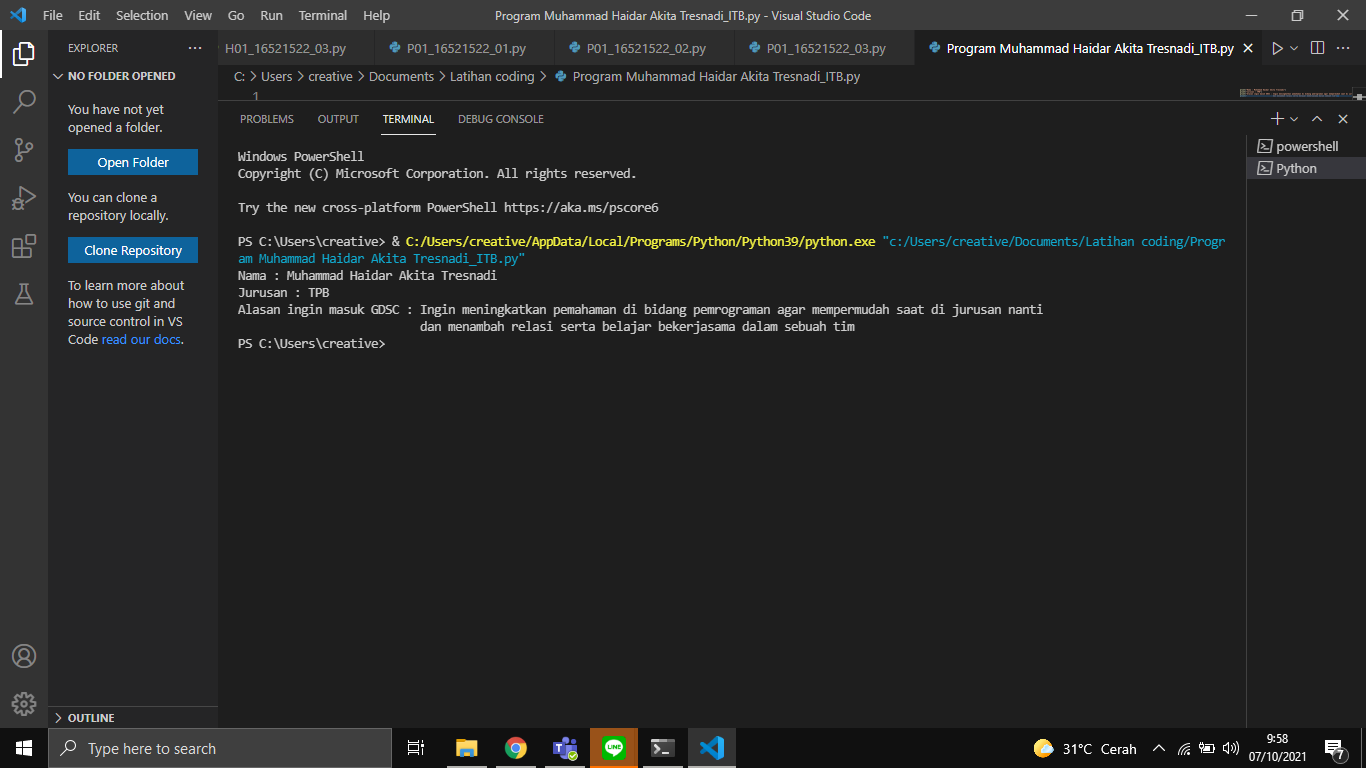 File Edit Selection View Go Run Terminal Help
Program Muhammad Haidar Akita Tresnadi_ITB.py - Visual Studio Code
EXPLORER
H01_16521522_03.py
P01_16521522_01.py
P01_16521522_02.py
P01_16521522_03.py
Program Muhammad Haidar Akita Tresnadi_ITB.py
NO FOLDER OPENED
You have not yet
opened a folder.
Open Folder
You can clone a
repository locally.
Clone Repository
To learn more about
how to use git and
source control in VS
Code read our docs.
OUTLINE
C: > Users > creative > Documents > Latihan coding > Program Muhammad Haidar Akita Tresnadi_ITB.py
1
PROBLEMS OUTPUT TERMINAL DEBUG CONSOLE
Windows PowerShell
Copyright (C) Microsoft Corporation. All rights reserved.
Try the new cross-platform PowerShell https://aka.ms/pscore6
PS C:\Users\creative> & C:/Users/creative/AppData/Local/Programs/Python/Python39/python.exe "c:/Users/creative/Documents/Latihan coding/Progr
am Muhammad Haidar Akita Tresnadi_ITB.py"
Nama : Muhammad Haidar Akita Tresnadi
Jurusan : TPB
Alasan ingin masuk GDSC : Ingin meningkatkan pemahaman di bidang pemrograman agar mempermudah saat di jurusan nanti
dan menambah relasi serta belajar bekerjasama dalam sebuah tim
PS C:\Users\creative>
powershell
Python
Type here to search
LINE
31°C Cerah
9:58
07/10/2021
7